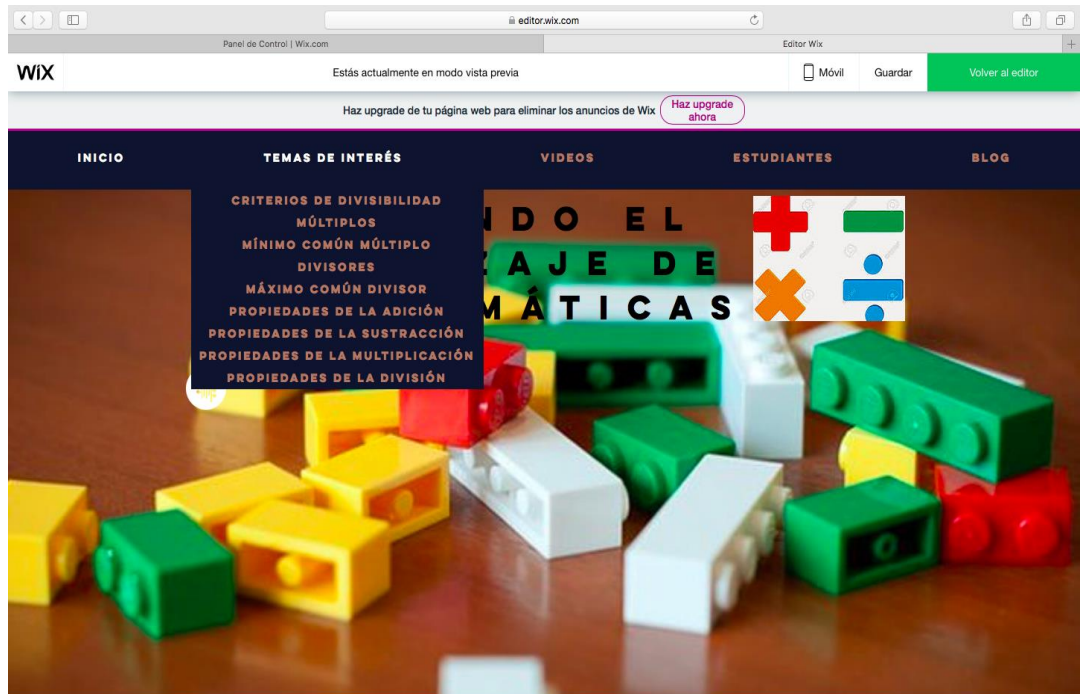 editor.wix.com
Panel de Control | Wix.com
Editor Wix
WiX
Estás actualmente en modo vista previa
Móvil
Guardar
Volver al editor
Haz upgrade de tu página web para eliminar los anuncios de Wix
Haz upgrade
ahora
INICIO
TEMAS DE INTERÉS
VIDEOS
ESTUDIANTES
BLOG
CRITERIOS DE DIVISIBILIDAD
MÚLTIPLOS
MÍNIMO COMÚN MÚLTIPLO
DIVISORES
MÁXIMO COMÚN DIVISOR
PROPIEDADES DE LA ADICIÓN
PROPIEDADES DE LA SUSTRACCIÓN
PROPIEDADES DE LA MULTIPLICACIÓN
PROPIEDADES DE LA DIVISIÓN
NDO EL
AJE DE
MÁTICAS